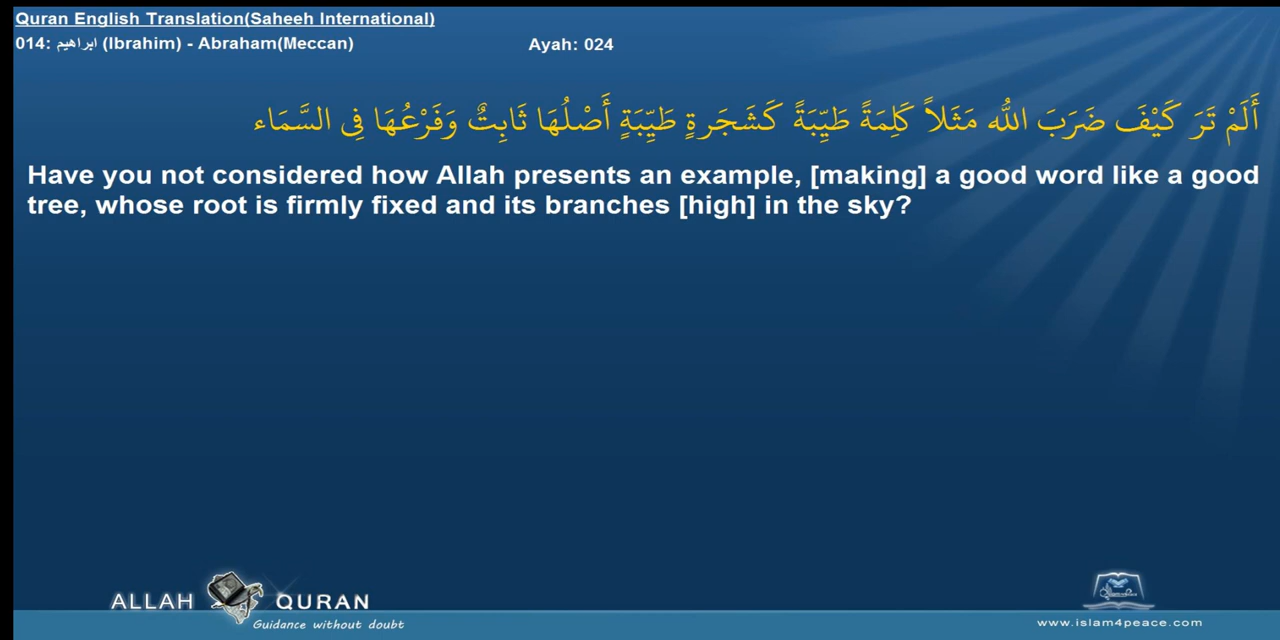 Quran English Translation(Saheeh International)
014: ابراهيم (Ibrahim) - Abraham(Meccan) Ayah: 024
أَلَمْ تَرَ كَيْفَ ضَرَبَ اللّهُ مَثَلاً كَلِمَةً طَيِّبَةً كَشَجَرةٍ طَيِّبَةٍ أَصْلُهَا ثَابِتٌ وَفَرْعُهَا فِي السَّمَاء
Have you not considered how Allah presents an example, [making] a good word like a good
tree, whose root is firmly fixed and its branches [high] in the sky?
ALLAH QURAN
Guidance without doubt
www.islam4peace.com